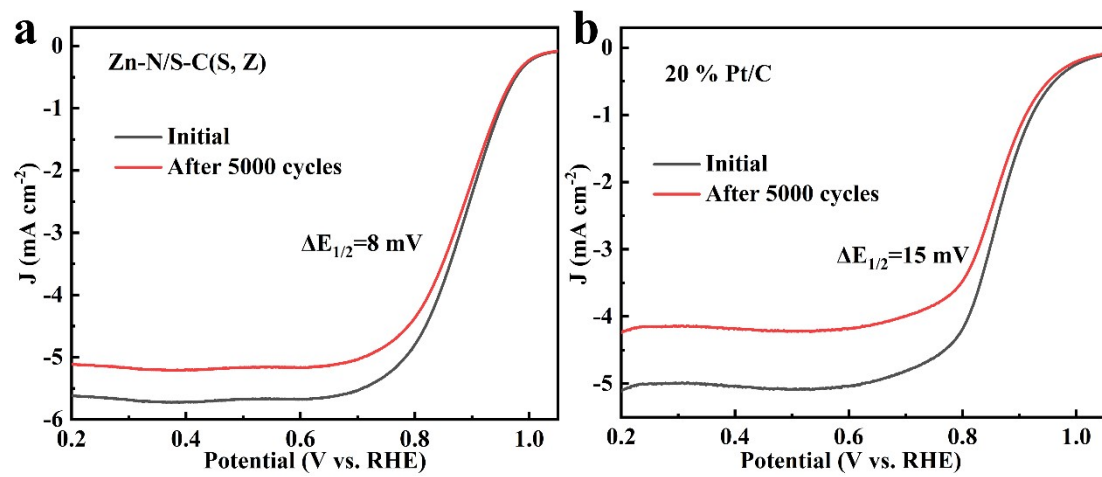 a
Zn-N/S-C(S, Z)
Initial
After 5000 cycles
ΔE1/2=8 mV
J (mA cm-2)
0
-1
-2
-3
-4
-5
-6
0.2 0.4 0.6 0.8 1.0
Potential (V vs. RHE)
b
20 % Pt/C
Initial
After 5000 cycles
ΔE1/2=15 mV
J (mA cm-2)
0
-1
-2
-3
-4
-5
0.2 0.4 0.6 0.8 1.0
Potential (V vs. RHE)